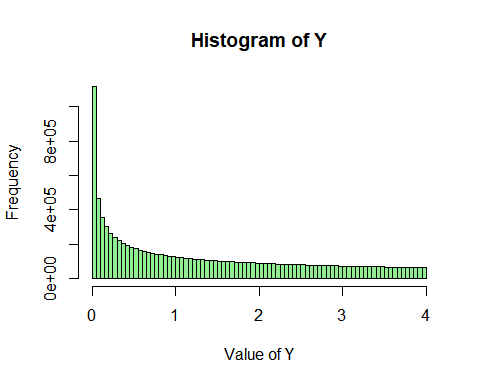 Histogram of Y
Frequency
0e+00
4e+05
8e+05
0
1
2
3
4
Value of Y